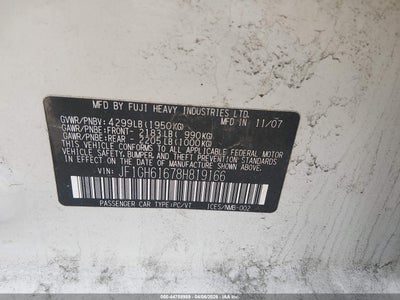 MFD BY FUJI HEAVY INDUSTRIES LTD.
GVWR/PNBV: 4299LB(1950KG) MFD IN 11/07
GAWR/PNBE:FRONT- 2183LB( 990KG)
GAWR/PNBE:REAR - 2205LB(1000KG)
THIS VEHICLE CONFORMS TO ALL APPLICABLE FEDERAL MOTOR
VEHICLE SAFETY, BUMPER, AND THEFT PREVENTION STANDARDS
IN EFFECT ON THE DATE OF MANUFACTURE SHOWN ABOVE.
VIN: JF1GH61678H819166
PASSENGER CAR TYPE:PC/VT ICES/NMB-002